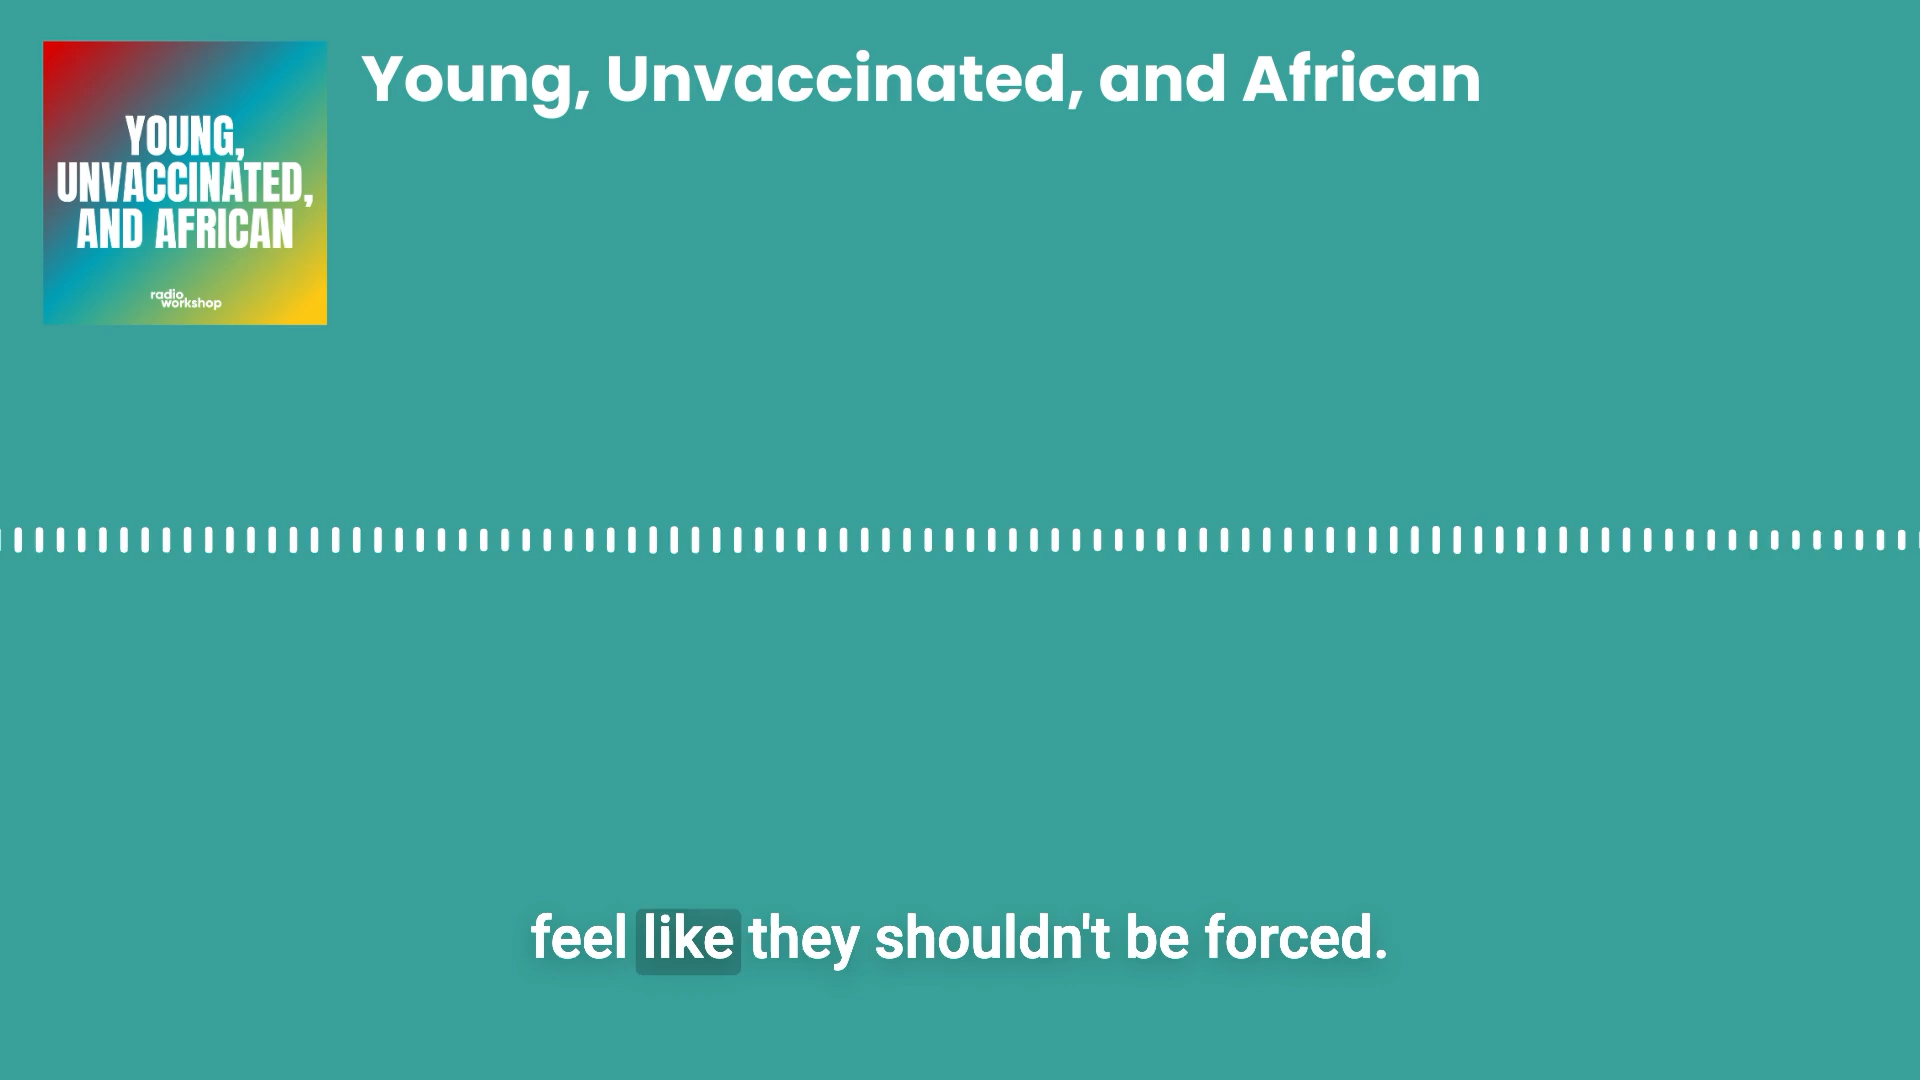 YOUNG,
UNVACCINATED,
AND AFRICAN
radio
workshop
Young, Unvaccinated, and African
feel like they shouldn't be forced.